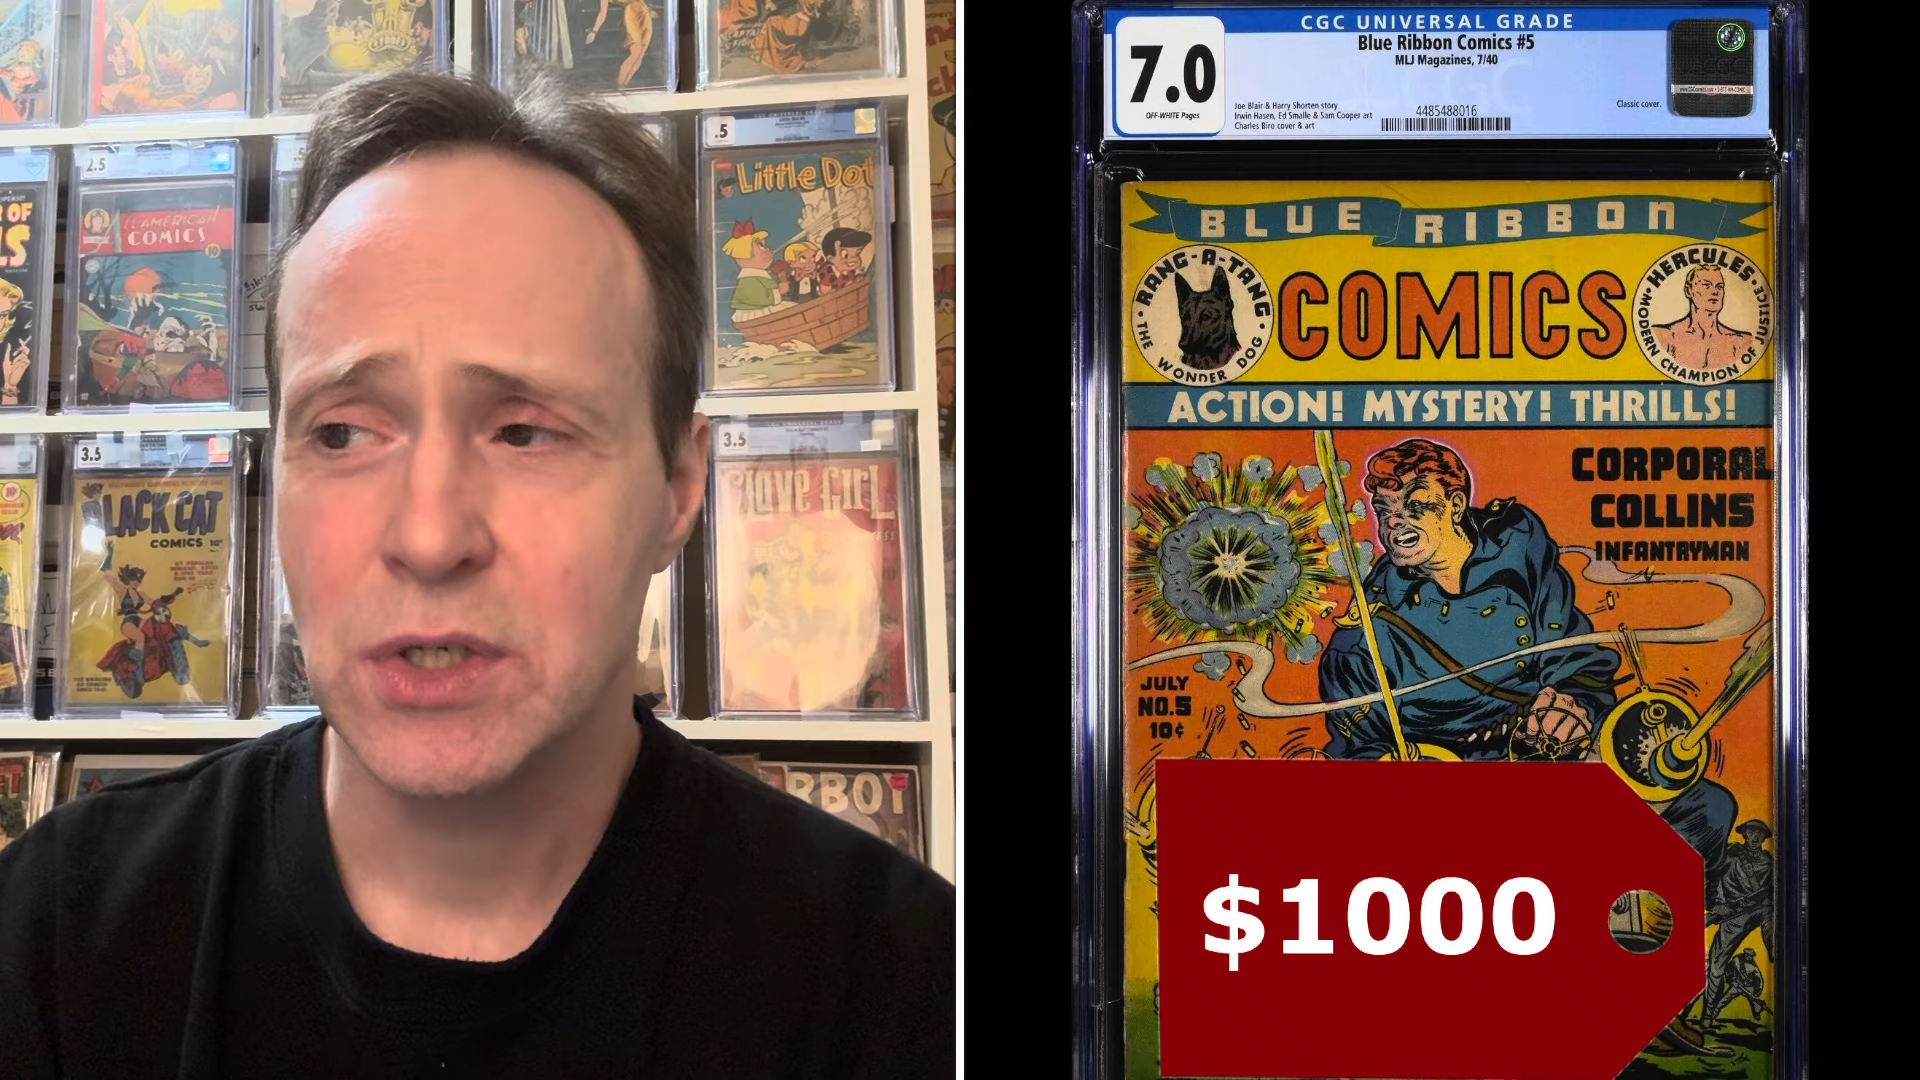 .5
Little Dot
2.5
ALL-AMERICAN
COMICS
3.5
BLACK CAT
COMICS
3.5
Slave Girl
RBOY
CGC UNIVERSAL GRADE
Blue Ribbon Comics #5
MLJ Magazines, 7/40
7.0
OFF-WHITE Pages
Joe Blair & Harry Shorten story
Irwin Hasen, Ed Smalle & Sam Cooper art
Charles Biro cover & art
4485488016
Classic cover.
BLUE RIBBON
COMICS
RANG-A-TANG
THE WONDER DOG
HERCULES
MODERN CHAMPION OF JUSTICE
ACTION! MYSTERY! THRILLS!
CORPORAL
COLLINS
INFANTRYMAN
JULY
NO.5
10¢
$1000